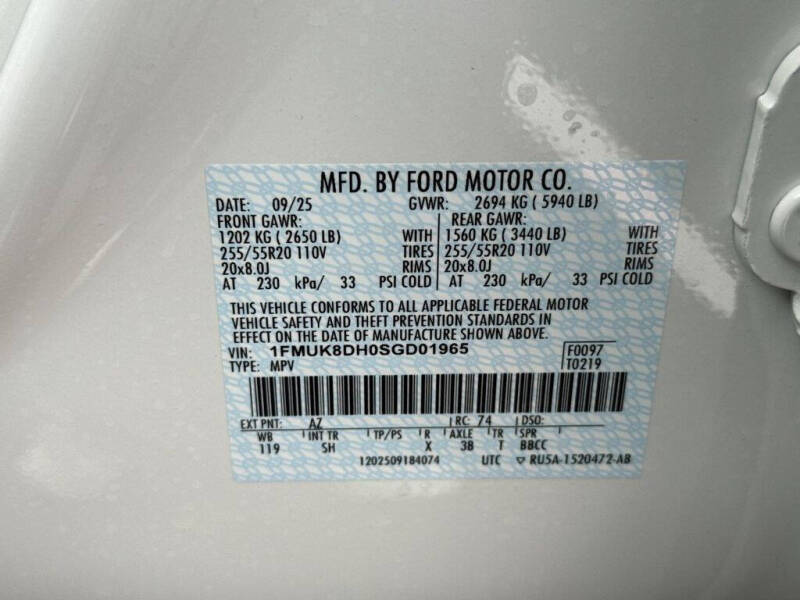 MFD. BY FORD MOTOR CO.
DATE: 09/25 GVWR: 2694 KG ( 5940 LB)
FRONT GAWR: REAR GAWR:
1202 KG ( 2650 LB) WITH 1560 KG ( 3440 LB) WITH
255/55R20 110V TIRES 255/55R20 110V TIRES
20x8.0J RIMS 20x8.0J RIMS
AT 230 kPa/ 33 PSI COLD AT 230 kPa/ 33 PSI COLD
THIS VEHICLE CONFORMS TO ALL APPLICABLE FEDERAL MOTOR
VEHICLE SAFETY AND THEFT PREVENTION STANDARDS IN
EFFECT ON THE DATE OF MANUFACTURE SHOWN ABOVE.
VIN: 1FMUK8DH0SGD01965 F0097
TYPE: MPV T0219
EXT PNT: AZ RC: 74 DSO:
WB INT TR TP/PS R AXLE TR SPR
119 SH X 3B T BBCC
1202509184074 UTC RU5A-1520472-AB